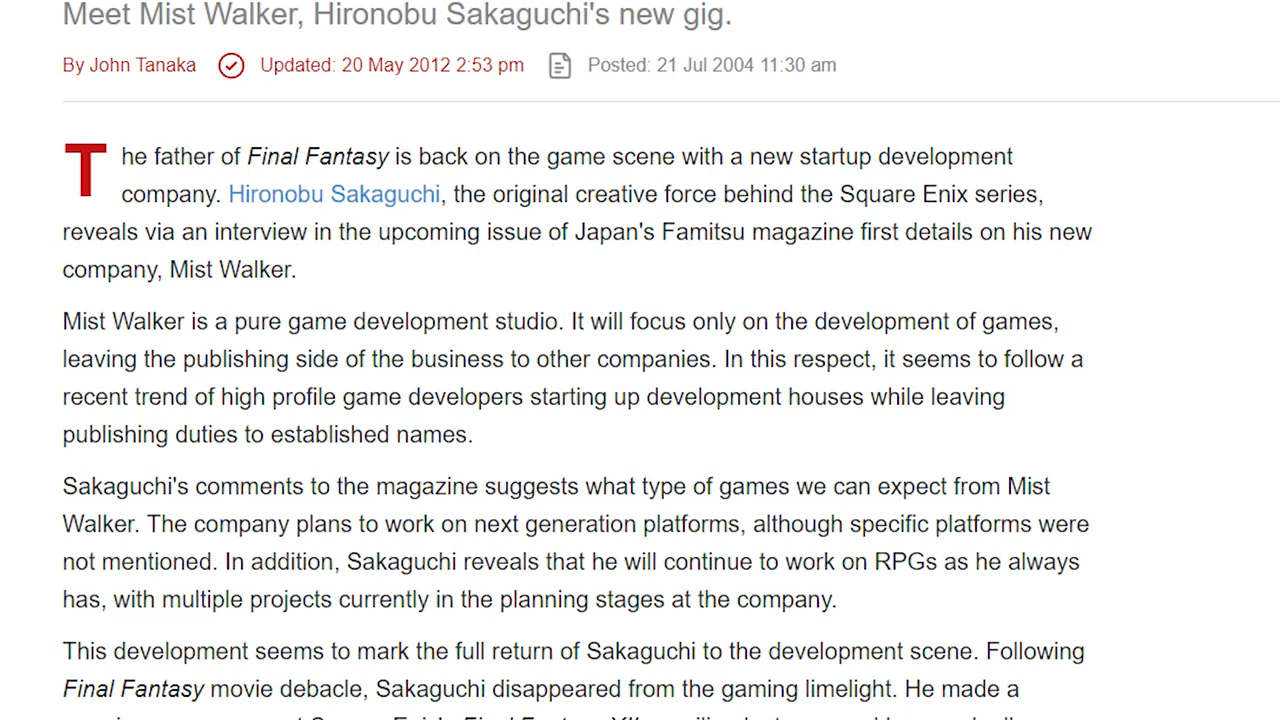 Meet Mist Walker, Hironobu Sakaguchi's new gig.
By John Tanaka Updated: 20 May 2012 2:53 pm Posted: 21 Jul 2004 11:30 am
The father of Final Fantasy is back on the game scene with a new startup development
company. Hironobu Sakaguchi, the original creative force behind the Square Enix series,
reveals via an interview in the upcoming issue of Japan's Famitsu magazine first details on his new
company, Mist Walker.
Mist Walker is a pure game development studio. It will focus only on the development of games,
leaving the publishing side of the business to other companies. In this respect, it seems to follow a
recent trend of high profile game developers starting up development houses while leaving
publishing duties to established names.
Sakaguchi's comments to the magazine suggests what type of games we can expect from Mist
Walker. The company plans to work on next generation platforms, although specific platforms were
not mentioned. In addition, Sakaguchi reveals that he will continue to work on RPGs as he always
has, with multiple projects currently in the planning stages at the company.
This development seems to mark the full return of Sakaguchi to the development scene. Following
Final Fantasy movie debacle, Sakaguchi disappeared from the gaming limelight. He made a